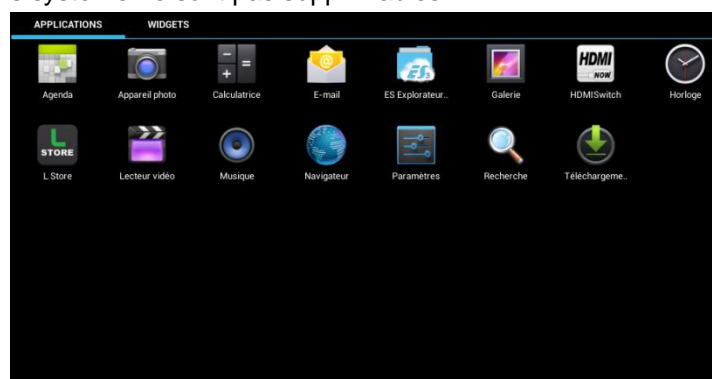 APPLICATIONS WIDGETS
HDMI
NOW
Agenda Appareil photo Calculatrice E-mail ES Explorateur.. Galerie HDMISwitch Horloge
L
STORE
L Store Lecteur vidéo Musique Navigateur Paramètres Recherche Téléchargeme..